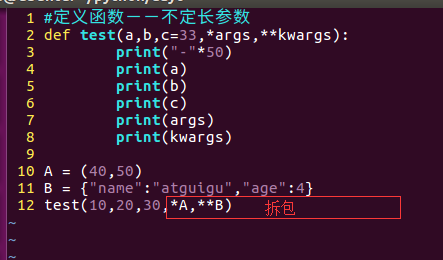 1 #定义函数－－不定长参数
2 def test(a,b,c=33,*args,**kwargs):
3 print("-"*50)
4 print(a)
5 print(b)
6 print(c)
7 print(args)
8 print(kwargs)
9
10 A = (40,50)
11 B = {"name":"atguigu","age":4}
12 test(10,20,30,*A,**B) 拆包
~
~
~